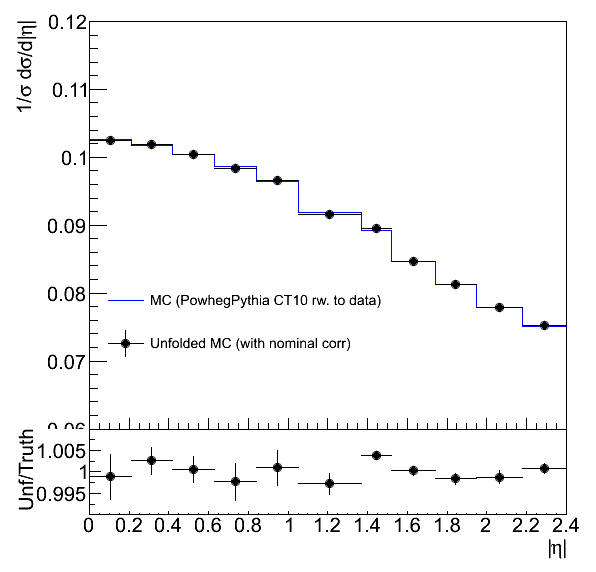 1/σ dσ/d|η|
0.12
0.11
0.1
0.09
0.08
0.07
0.06
MC (PowhegPythia CT10 rw. to data)
Unfolded MC (with nominal corr)
Unf/Truth
1.005
1
0.995
0 0.2 0.4 0.6 0.8 1 1.2 1.4 1.6 1.8 2 2.2 2.4
|η|